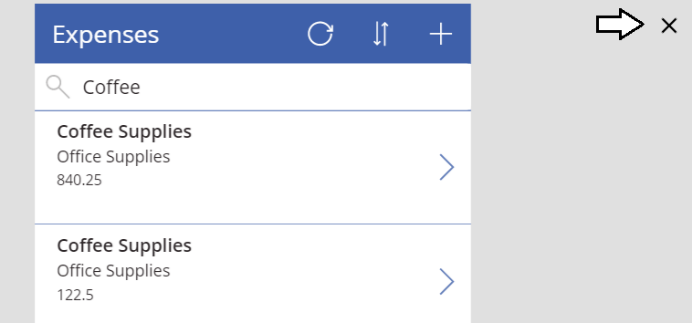 Expenses
Coffee
Coffee Supplies
Office Supplies
840.25
Coffee Supplies
Office Supplies
122.5